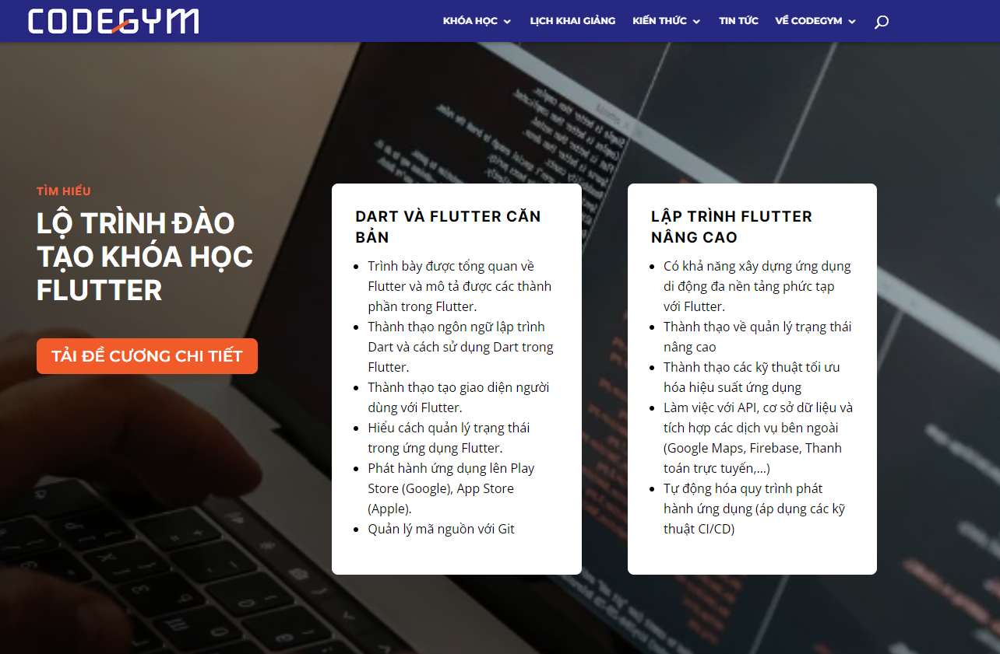 CODEGYM
KHÓA HỌC
LỊCH KHAI GIẢNG
KIẾN THỨC
TIN TỨC
VỀ CODEGYM
TÌM HIỂU
LỘ TRÌNH ĐÀO
TẠO KHÓA HỌC
FLUTTER
TẢI ĐỀ CƯƠNG CHI TIẾT
DART VÀ FLUTTER CĂN
BẢN
Trình bày được tổng quan về
Flutter và mô tả được các thành
phần trong Flutter.
Thành thạo ngôn ngữ lập trình
Dart và cách sử dụng Dart trong
Flutter.
Thành thạo tạo giao diện người
dùng với Flutter.
Hiểu cách quản lý trạng thái
trong ứng dụng Flutter.
Phát hành ứng dụng lên Play
Store (Google), App Store
(Apple).
Quản lý mã nguồn với Git
LẬP TRÌNH FLUTTER
NÂNG CAO
Có khả năng xây dựng ứng dụng
di động đa nền tảng phức tạp
với Flutter.
Thành thạo về quản lý trạng thái
nâng cao
Thành thạo các kỹ thuật tối ưu
hóa hiệu suất ứng dụng
Làm việc với API, cơ sở dữ liệu và
tích hợp các dịch vụ bên ngoài
(Google Maps, Firebase, Thanh
toán trực tuyến,...)
Tự động hóa quy trình phát
hành ứng dụng (áp dụng các kỹ
thuật CI/CD)